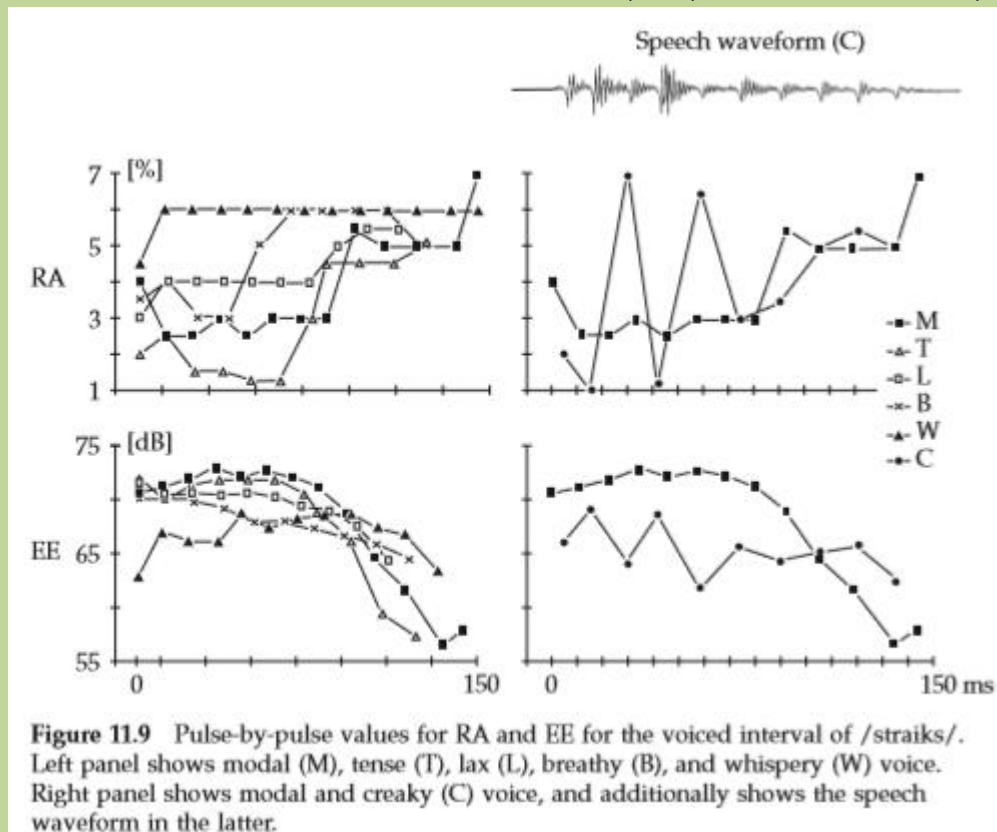 Speech waveform (C)
[%]
7
5
RA
3
1
M
T
L
B
W
C
[dB]
75
EE 65
55
0 150 0 150 ms
Figure 11.9 Pulse-by-pulse values for RA and EE for the voiced interval of /straiks/.
Left panel shows modal (M), tense (T), lax (L), breathy (B), and whispery (W) voice.
Right panel shows modal and creaky (C) voice, and additionally shows the speech
waveform in the latter.